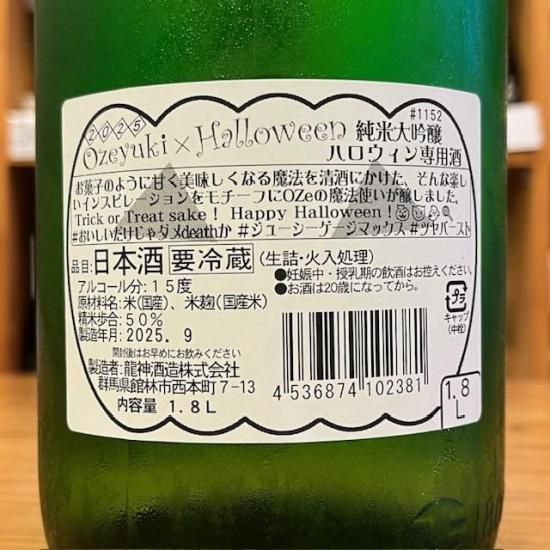 #1152
2025
Ozeyuki×Halloween 純米大吟醸
ハロウィン専用酒
お菓子のように甘く美味しくなる魔法を清酒にかけた。そんな楽し
いインスピレーションをモチーフにOZeの魔法使いが醸しました。
Trick or Treat sake! Happy Halloween!
#おいしいだけじゃダメdeathか #ジューシーゲージマックス #ツヤバースト
品目:日本酒 要冷蔵 (生詰・火入処理)
アルコール分:15度
●妊娠中・授乳期の飲酒はお控えください。
●お酒は20歳になってから。
原材料名:米(国産)、米麹(国産米)
精米歩合:50%
製造年月:2025.9
開封後はお早めにお飲みください
製造者:龍神酒造株式会社
群馬県館林市西本町7-13
内容量 1.8L
4 536874 102381
プラ
キャップ
(中栓)
1.8
L